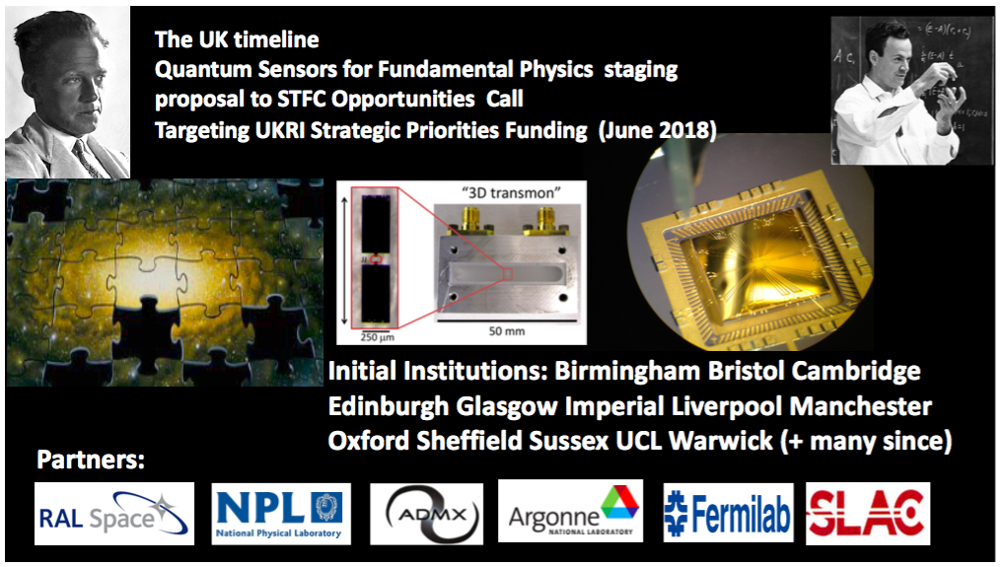 The UK timeline
Quantum Sensors for Fundamental Physics staging
proposal to STFC Opportunities Call
Targeting UKRI Strategic Priorities Funding (June 2018)
"3D transmon"
250 µm
50 mm
Initial Institutions: Birmingham Bristol Cambridge
Edinburgh Glasgow Imperial Liverpool Manchester
Oxford Sheffield Sussex UCL Warwick (+ many since)
Partners:
RAL Space
NPL
National Physical Laboratory
ADMX
Argonne
NATIONAL LABORATORY
Fermilab
SLAC